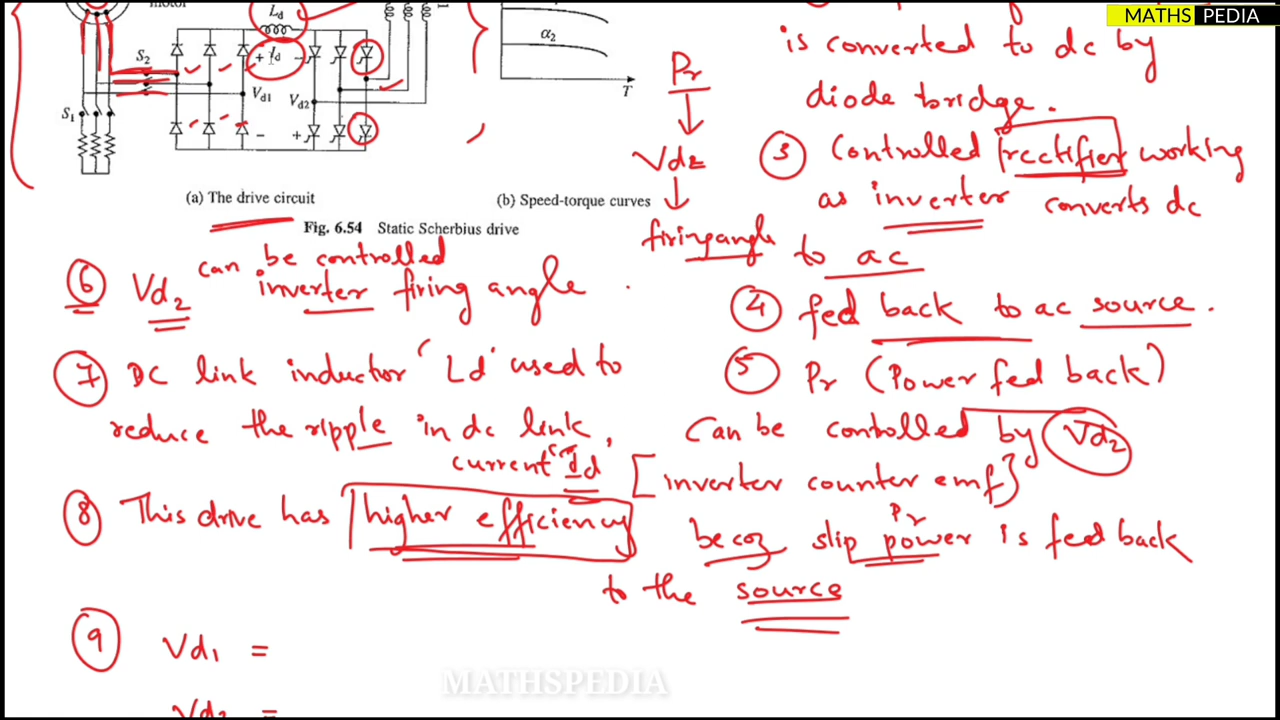 MATHS PEDIA
motor
Ld
α2
S2
+ Id −
Vd1
Vd2
S1
−
+
T
(a) The drive circuit
(b) Speed-torque curves
Fig. 6.54 Static Scherbius drive
Pr
Vd2
firing angle
is converted to dc by
diode bridge.
③ Controlled rectifier working
as inverter converts dc
to ac
④ fed back to ac source.
⑤ Pr (Power fed back)
Can be controlled by Vd2
[inverter counter emf]
⑥ Vd2 can be controlled
inverter firing angle
⑦ DC link inductor 'Ld' used to
reduce the ripple in dc link,
current "Id"
⑧ This drive has higher efficiency
becoz slip power is feed back
Pr
to the source
⑨ Vd1 =
Vd2 =
MATHSPEDIA